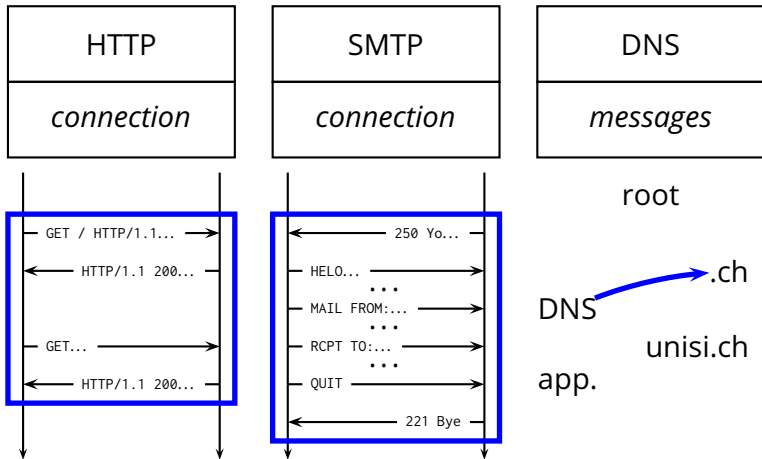 HTTP
connection
GET / HTTP/1.1...
HTTP/1.1 200...
GET...
HTTP/1.1 200...
SMTP
connection
250 Yo...
HELO...
...
MAIL FROM:...
...
RCPT TO:...
...
QUIT
221 Bye
DNS
messages
root
.ch
DNS
unisi.ch
app.